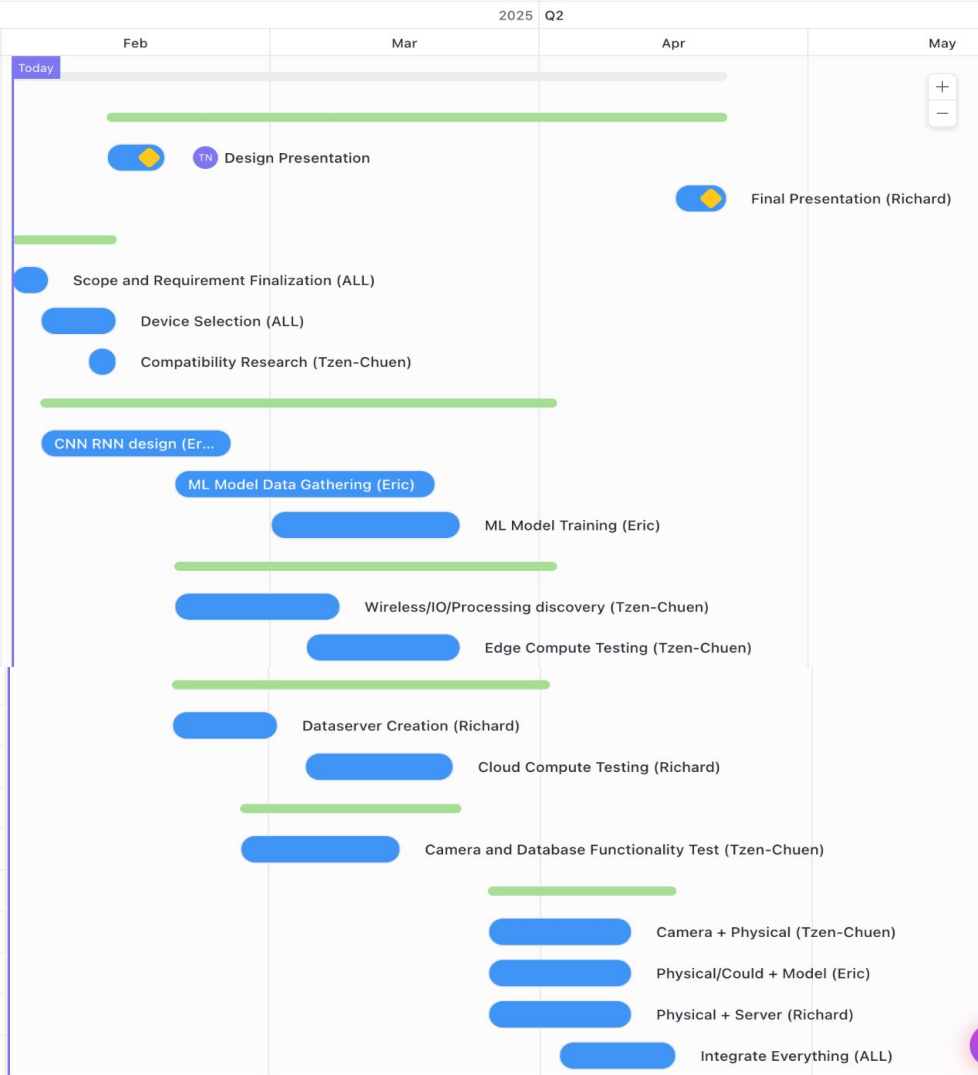 2025 Q2
Feb Mar Apr May
Today
+
−
TN Design Presentation
Final Presentation (Richard)
Scope and Requirement Finalization (ALL)
Device Selection (ALL)
Compatibility Research (Tzen-Chuen)
CNN RNN design (Er...
ML Model Data Gathering (Eric)
ML Model Training (Eric)
Wireless/IO/Processing discovery (Tzen-Chuen)
Edge Compute Testing (Tzen-Chuen)
Dataserver Creation (Richard)
Cloud Compute Testing (Richard)
Camera and Database Functionality Test (Tzen-Chuen)
Camera + Physical (Tzen-Chuen)
Physical/Could + Model (Eric)
Physical + Server (Richard)
Integrate Everything (ALL)